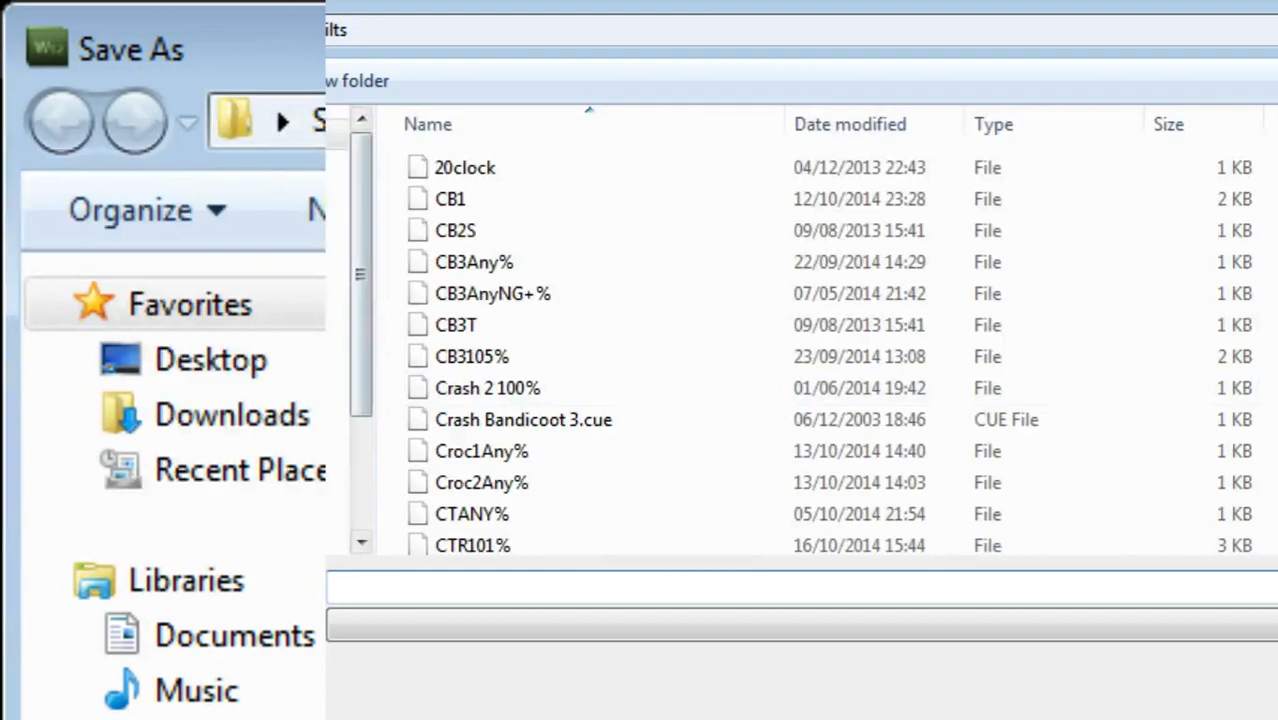 Save As
S
Organize
N
Favorites
Desktop
Downloads
Recent Place
Libraries
Documents
Music
ilts
w folder
Name Date modified Type Size
20clock 04/12/2013 22:43 File 1 KB
CB1 12/10/2014 23:28 File 2 KB
CB2S 09/08/2013 15:41 File 1 KB
CB3Any% 22/09/2014 14:29 File 1 KB
CB3AnyNG+% 07/05/2014 21:42 File 1 KB
CB3T 09/08/2013 15:41 File 1 KB
CB3105% 23/09/2014 13:08 File 2 KB
Crash 2 100% 01/06/2014 19:42 File 1 KB
Crash Bandicoot 3.cue 06/12/2003 18:46 CUE File 1 KB
Croc1Any% 13/10/2014 14:40 File 1 KB
Croc2Any% 13/10/2014 14:03 File 1 KB
CTANY% 05/10/2014 21:54 File 1 KB
CTR101% 16/10/2014 15:44 File 3 KB